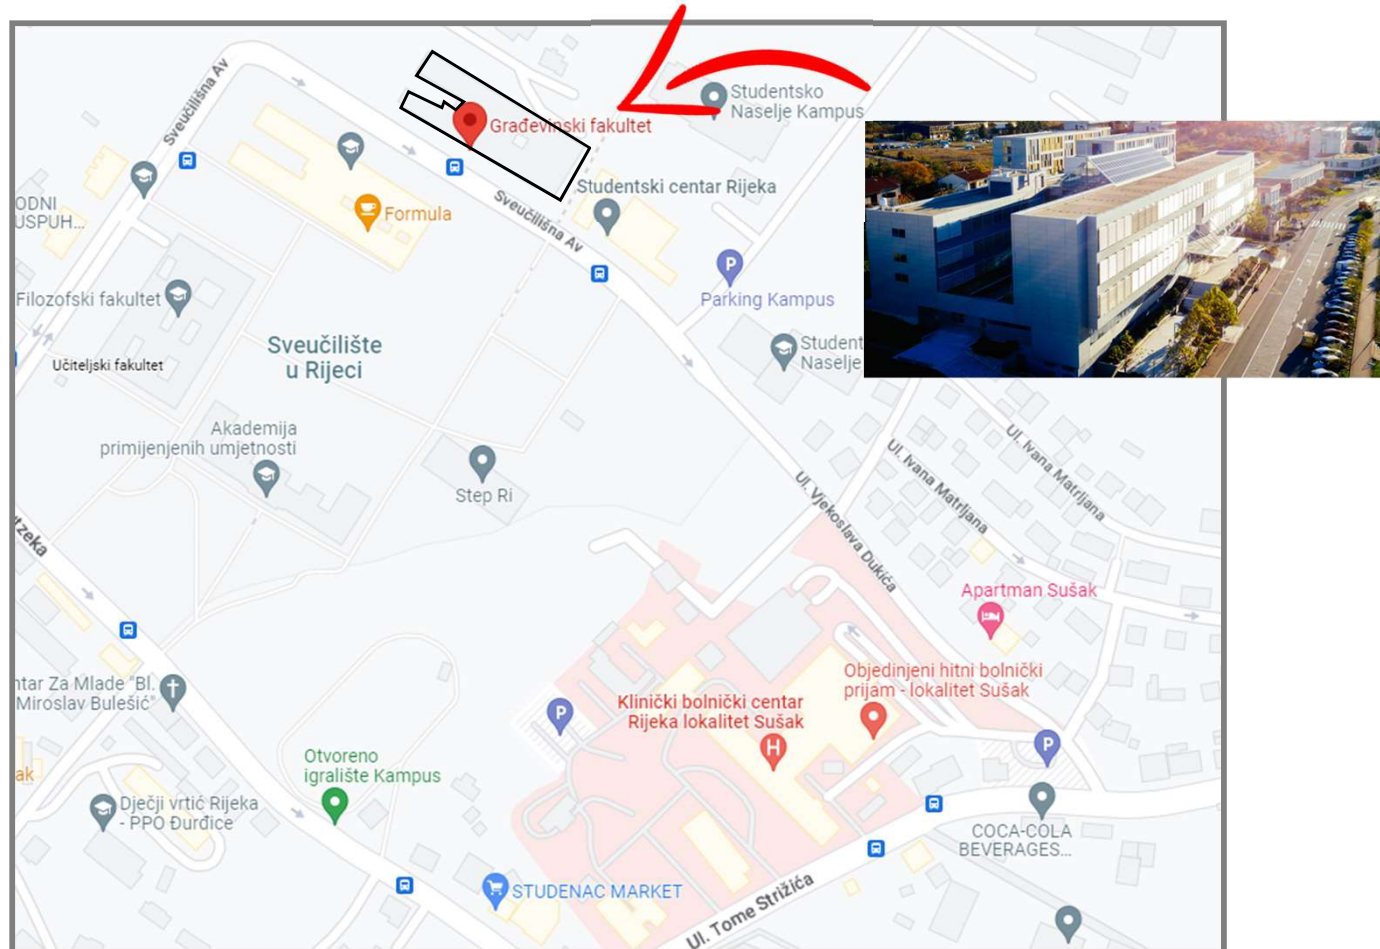 Sveučilišna Av
Studentsko
Naselje Kampus
Građevinski fakultet
Studentski centar Rijeka
ODNI
USPUH...
Formula
Sveučilišna Av
P
Parking Kampus
Filozofski fakultet
Sveučilište
u Rijeci
Student
Naselje
Učiteljski fakultet
Akademija
primijenjenih umjetnosti
Step Ri
Ul. Ivana Matrljana
Ul. Ivana Matrljana
Ul. Vjekoslava Dukića
tzeka
Apartman Sušak
ntar Za Mlade "Bl.
Miroslav Bulešić"
P
Klinički bolnički centar
Rijeka lokalitet Sušak
H
Objedinjeni hitni bolnički
prijam - lokalitet Sušak
P
Otvoreno
igralište Kampus
ak
Dječji vrtić Rijeka
- PPO Đurđice
COCA-COLA
BEVERAGES...
STUDENAC MARKET
Ul. Tome Strižića